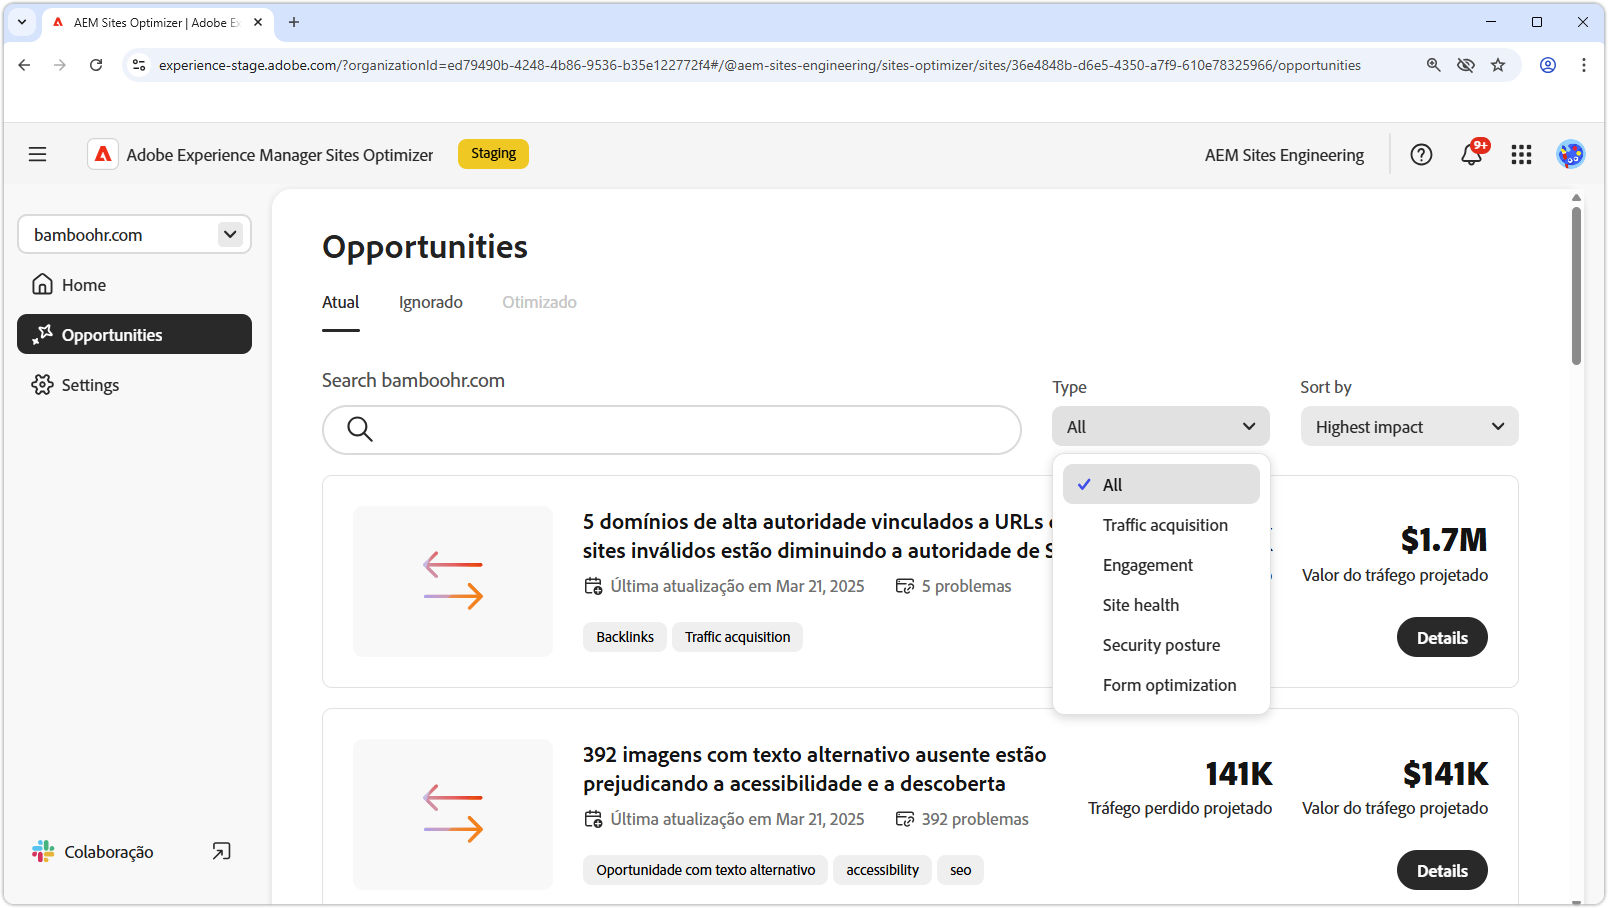 AEM Sites Optimizer | Adobe Ex
experience-stage.adobe.com/?organizationId=ed79490b-4248-4b86-9536-b35e122772f4#/@aem-sites-engineering/sites-optimizer/sites/36e4848b-d6e5-4350-a7f9-610e78325966/opportunities
Adobe Experience Manager Sites Optimizer
Staging
AEM Sites Engineering
9+
bamboohr.com
Home
Opportunities
Settings
Colaboração
Opportunities
Atual
Ignorado
Otimizado
Search bamboohr.com
Type
All
Sort by
Highest impact
All
Traffic acquisition
Engagement
Site health
Security posture
Form optimization
5 domínios de alta autoridade vinculados a URLs
sites inválidos estão diminuindo a autoridade de
Última atualização em Mar 21, 2025
5 problemas
Backlinks
Traffic acquisition
$1.7M
Valor do tráfego projetado
Details
392 imagens com texto alternativo ausente estão
prejudicando a acessibilidade e a descoberta
Última atualização em Mar 21, 2025
392 problemas
Oportunidade com texto alternativo
accessibility
seo
141K
Tráfego perdido projetado
$141K
Valor do tráfego projetado
Details